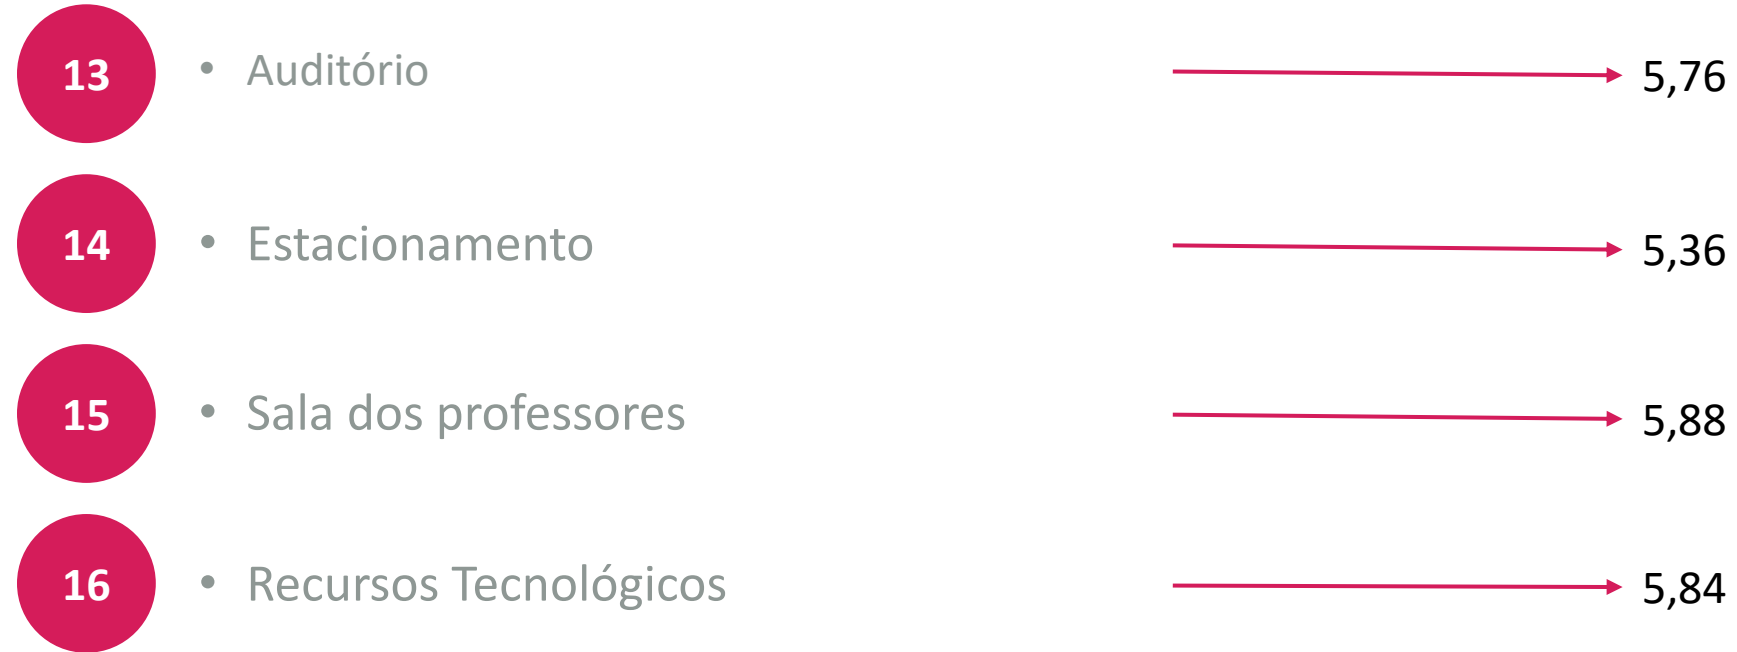 13 • Auditório 5,76
14 • Estacionamento 5,36
15 • Sala dos professores 5,88
16 • Recursos Tecnológicos 5,84